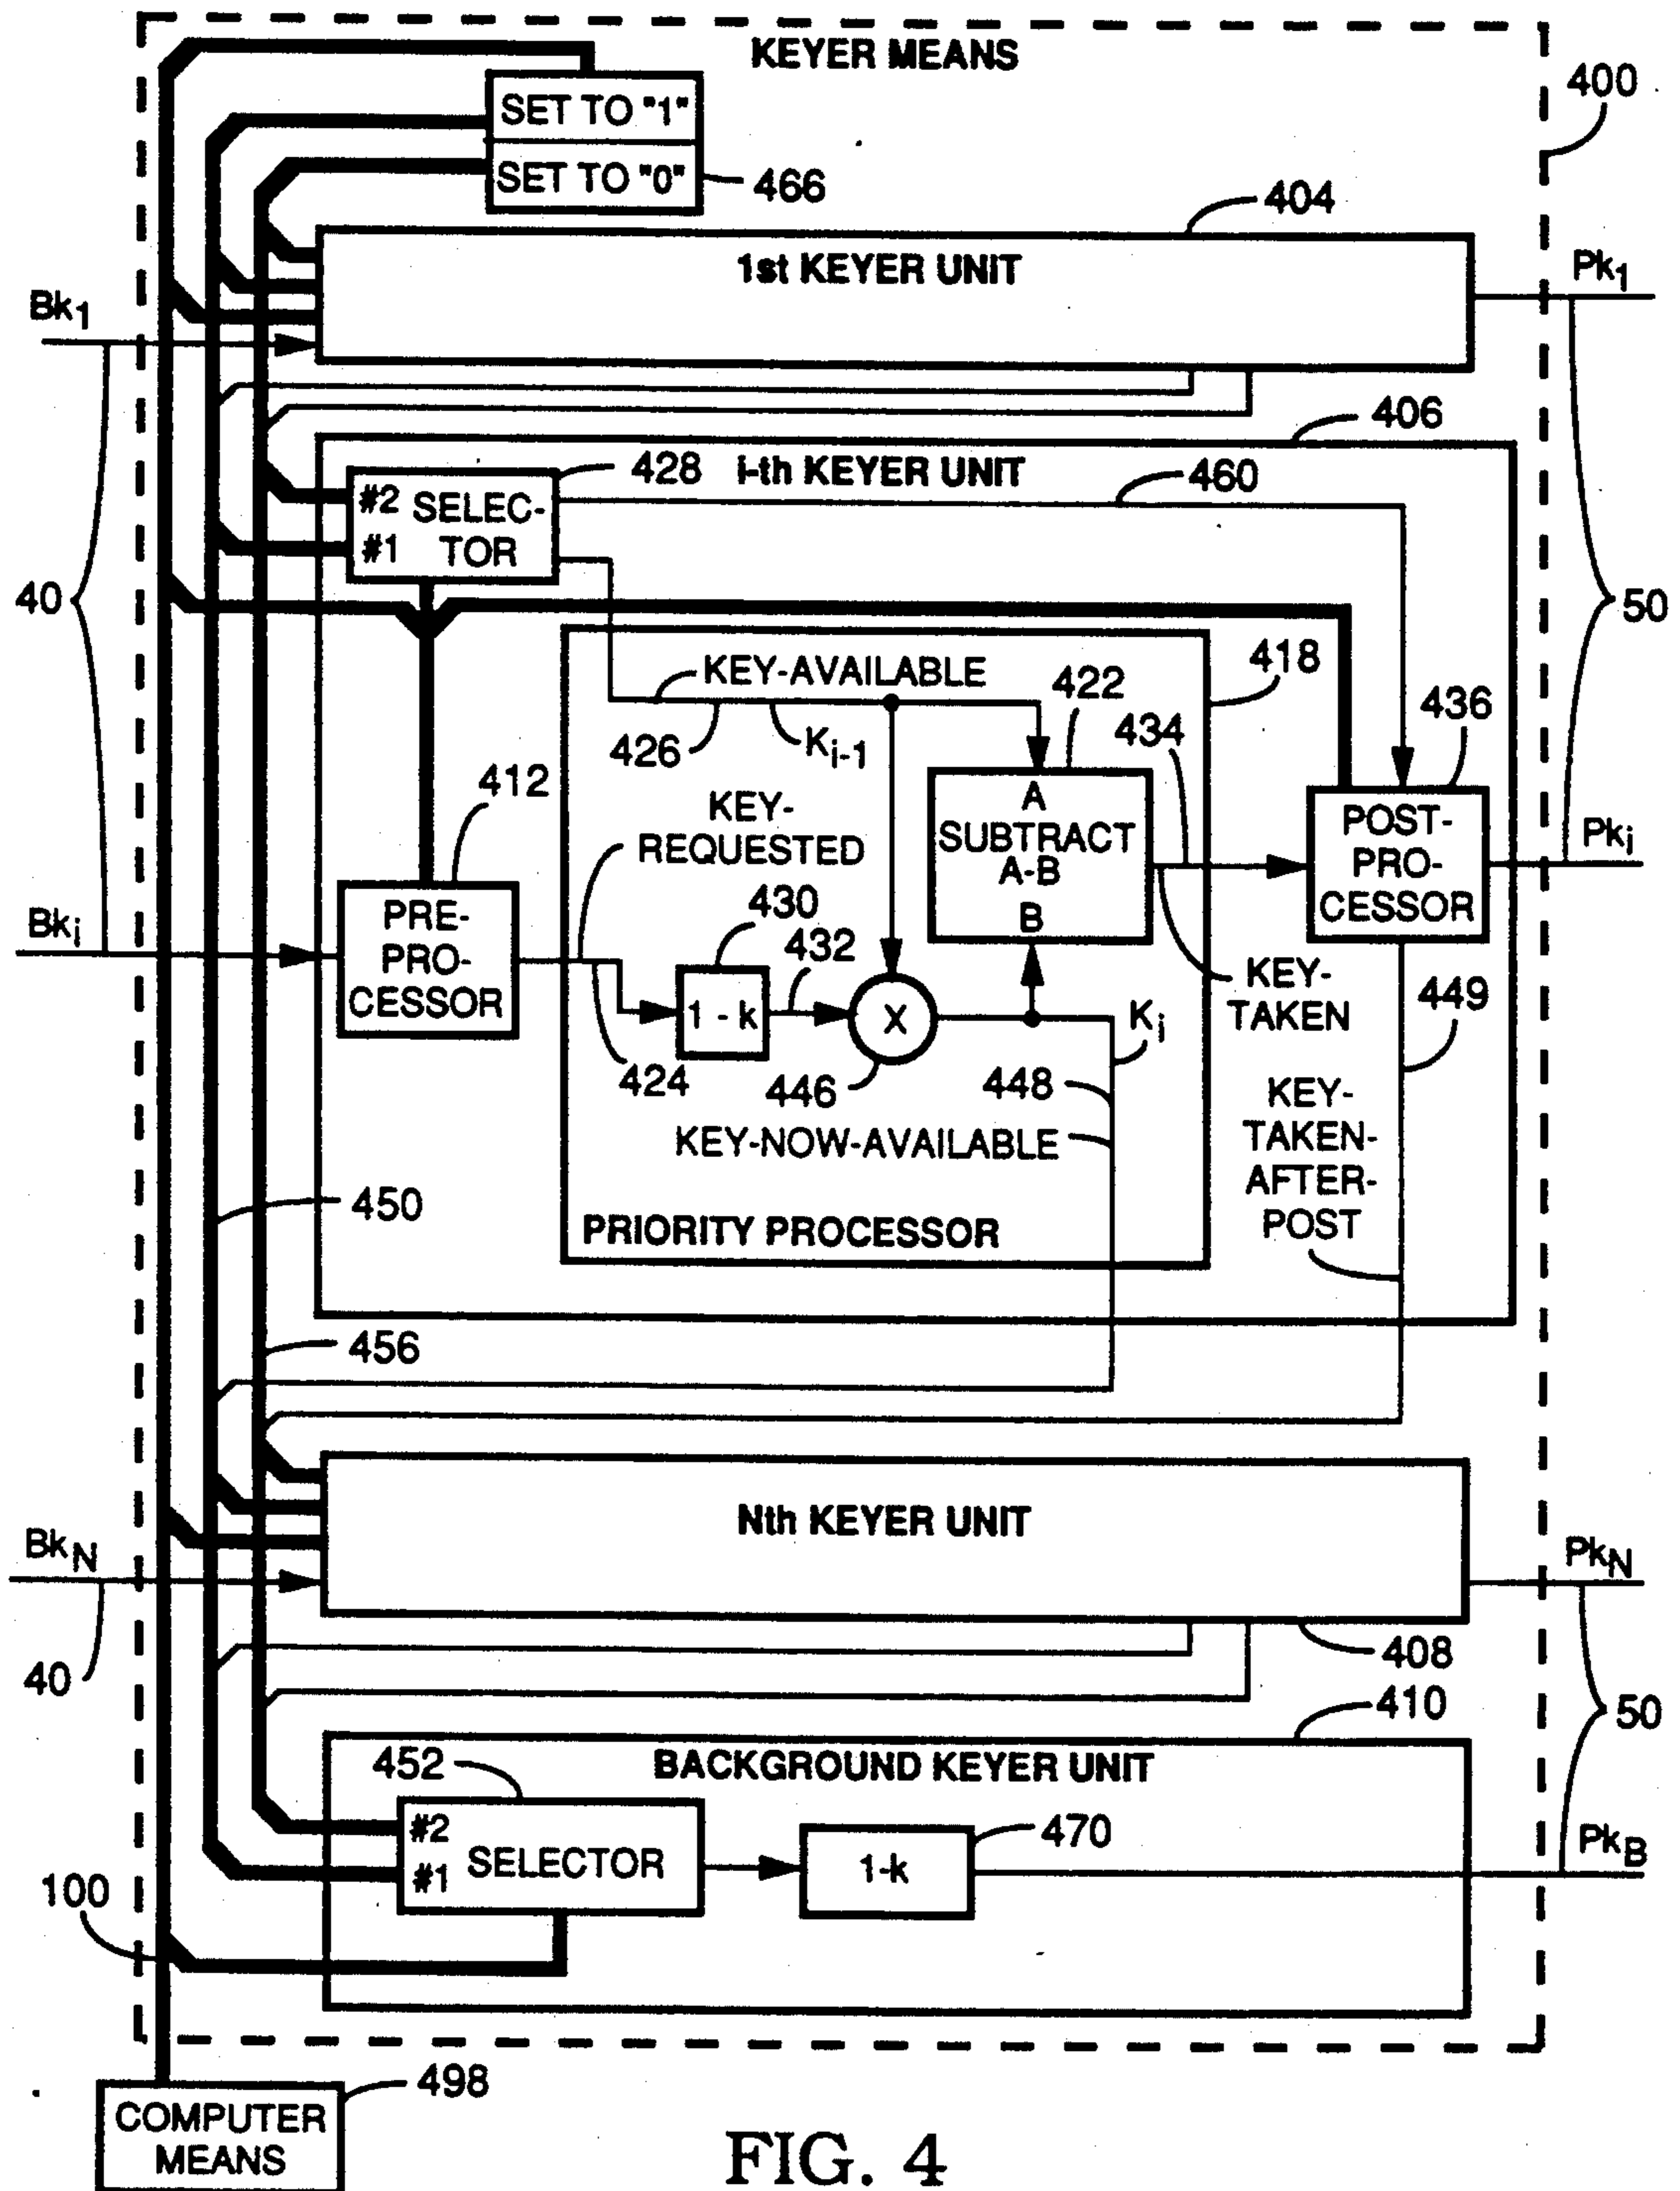 KEYER MEANS
400
SET TO "1"
SET TO "0"
466
404
1st KEYER UNIT
Pk1
Bk1
406
428
i-th KEYER UNIT
460
#2 SELEC-
#1 TOR
40
50
KEY-AVAILABLE
418
422
426
Ki-1
434
436
412
KEY-
REQUESTED
A
SUBTRACT
A-B
B
POST-
PRO-
CESSOR
Pki
Bki
PRE-
PRO-
CESSOR
430
432
1 - k
X
KEY-
TAKEN
449
424
446
448
Ki
KEY-NOW-AVAILABLE
KEY-
TAKEN-
AFTER-
POST
450
PRIORITY PROCESSOR
456
Nth KEYER UNIT
BkN
PkN
40
408
410
50
452
BACKGROUND KEYER UNIT
#2
#1
SELECTOR
470
1-k
PkB
100
498
COMPUTER
MEANS
FIG. 4